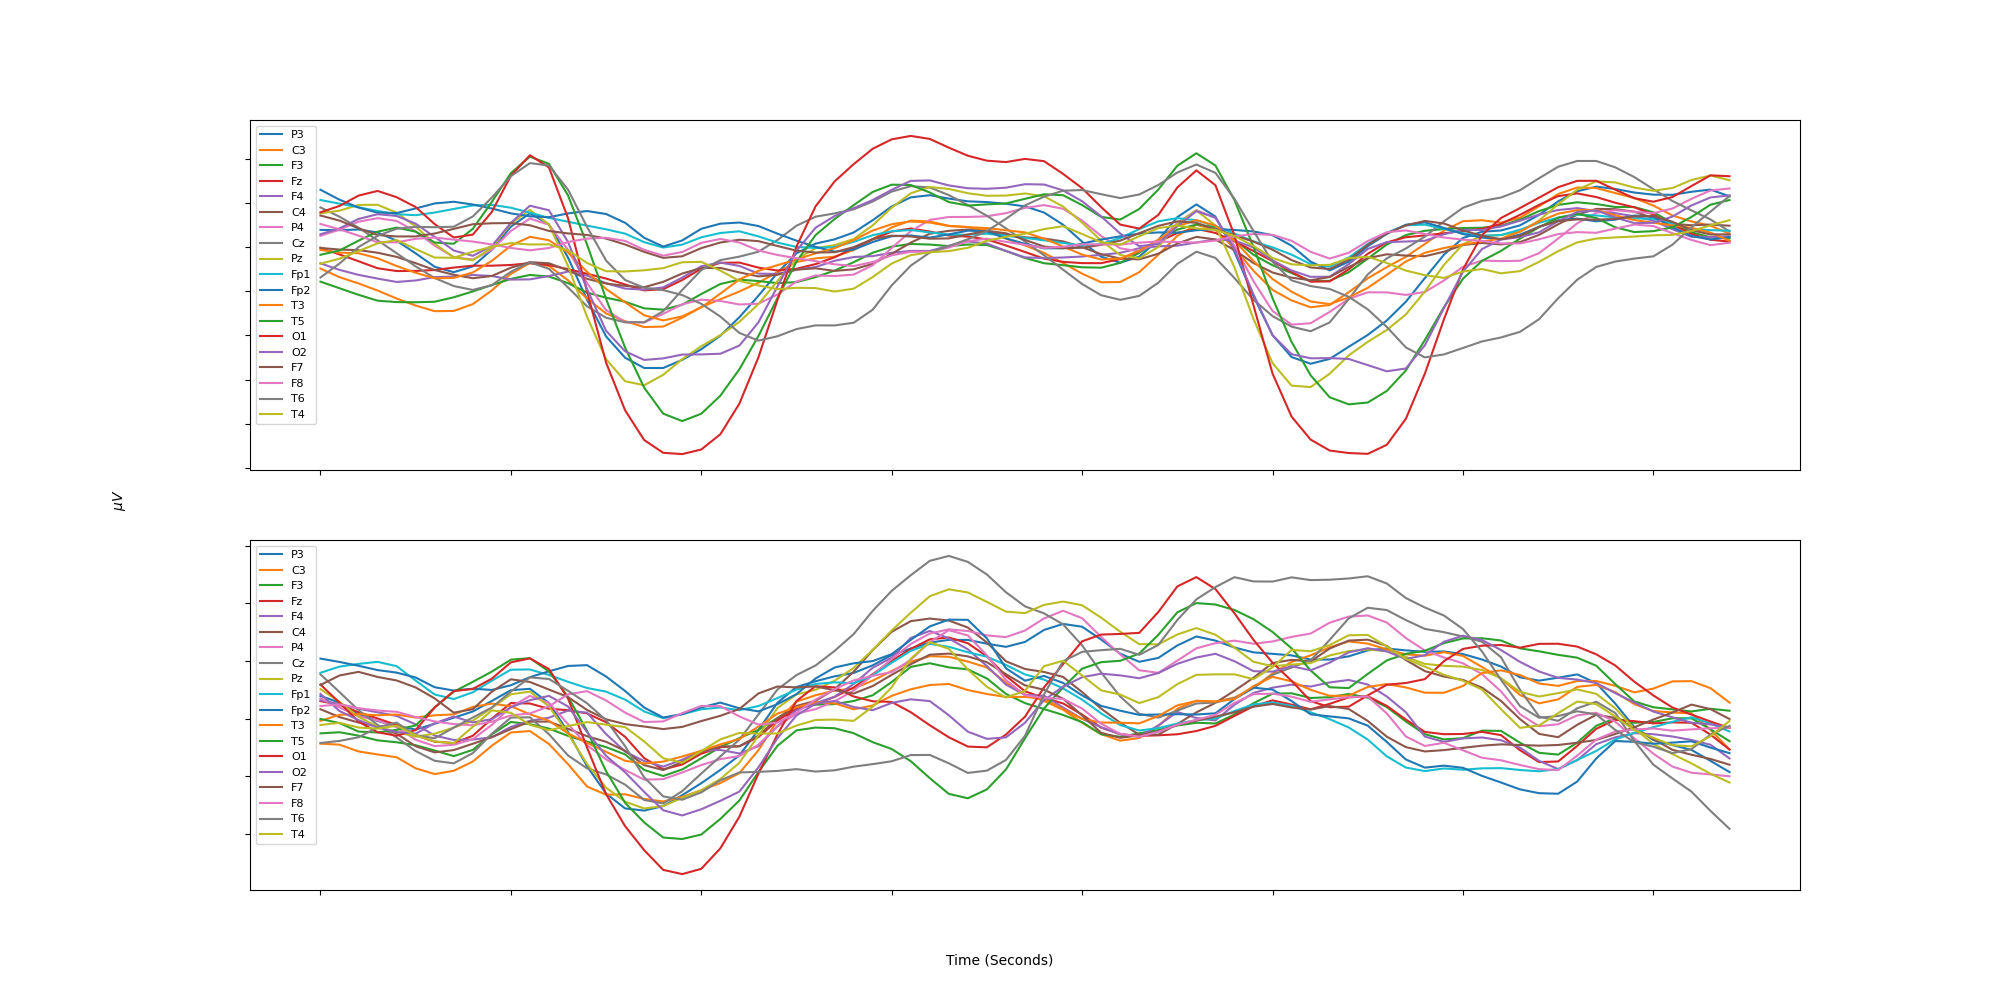 P3
C3
F3
Fz
F4
C4
P4
Cz
Pz
Fp1
Fp2
T3
T5
O1
O2
F7
F8
T6
T4
μV
P3
C3
F3
Fz
F4
C4
P4
Cz
Pz
Fp1
Fp2
T3
T5
O1
O2
F7
F8
T6
T4
Time (Seconds)